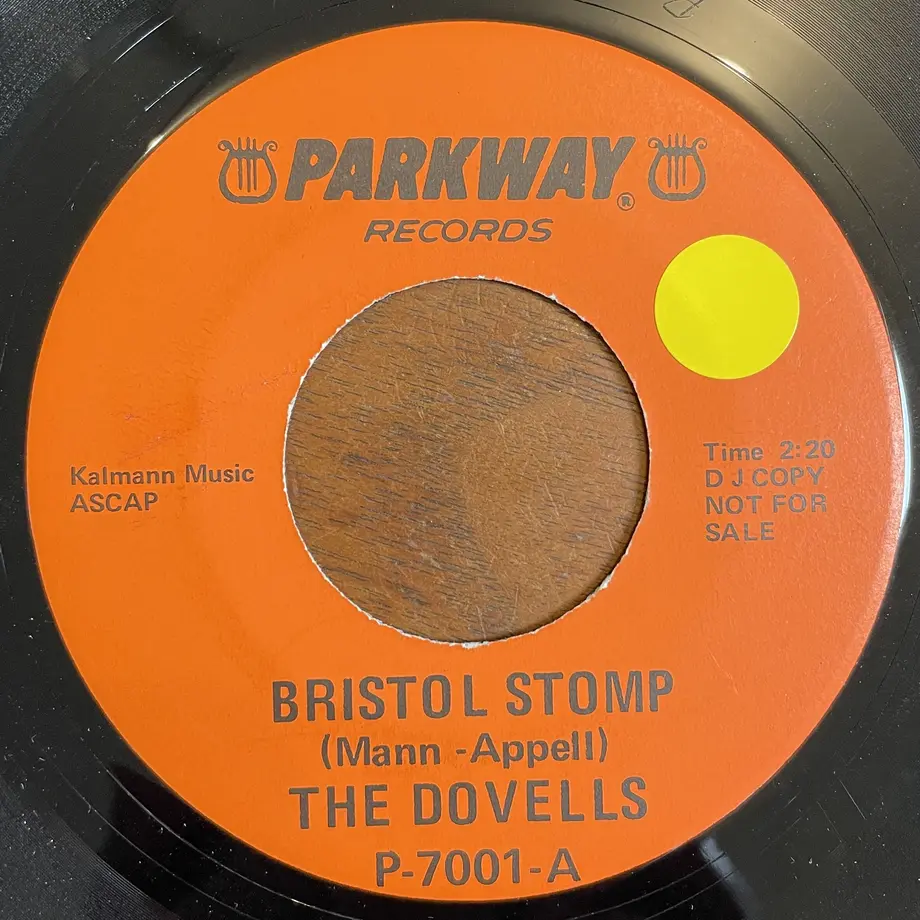 PARKWAY®
RECORDS
Kalmann Music
ASCAP
Time 2:20
D J COPY
NOT FOR
SALE
BRISTOL STOMP
(Mann -Appell)
THE DOVELLS
P-7001-A